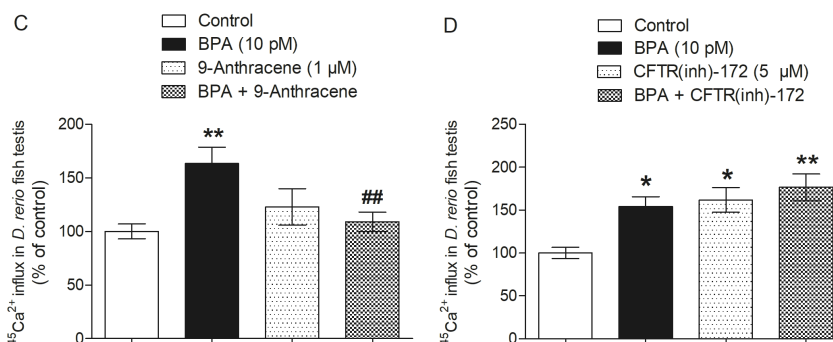 C
Control
BPA (10 pM)
9-Anthracene (1 µM)
BPA + 9-Anthracene
⁴⁵Ca²⁺ influx in D. rerio fish testis
(% of control)
200
150
100
50
0
**
##
D
Control
BPA (10 pM)
CFTR(inh)-172 (5 µM)
BPA + CFTR(inh)-172
⁴⁵Ca²⁺ influx in D. rerio fish testis
(% of control)
250
200
150
100
50
0
*
*
**